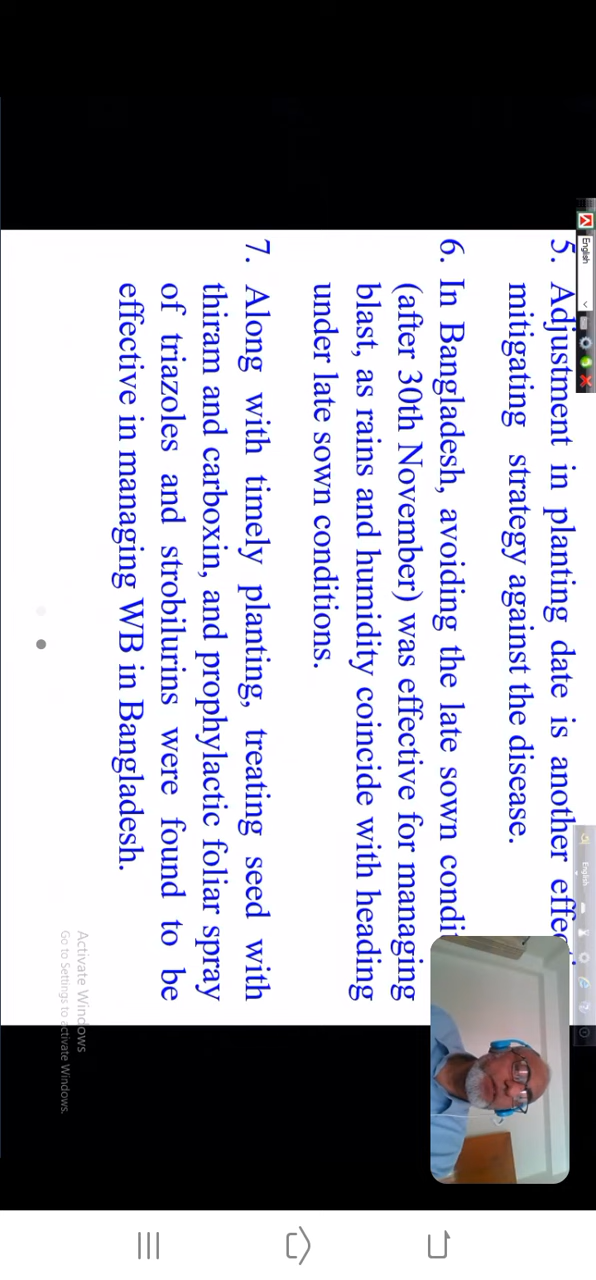 English
English
5. Adjustment in planting date is another
mitigating strategy against the disease.
6. In Bangladesh, avoiding the late sown
(after 30th November) was effective for managing
blast, as rains and humidity coincide with heading
under late sown conditions.
7. Along with timely planting, treating seed with
thiram and carboxin, and prophylactic foliar spray
of triazoles and strobilurins were found to be
effective in managing WB in Bangladesh.
Activate Windows
Go to Settings to activate Windows.